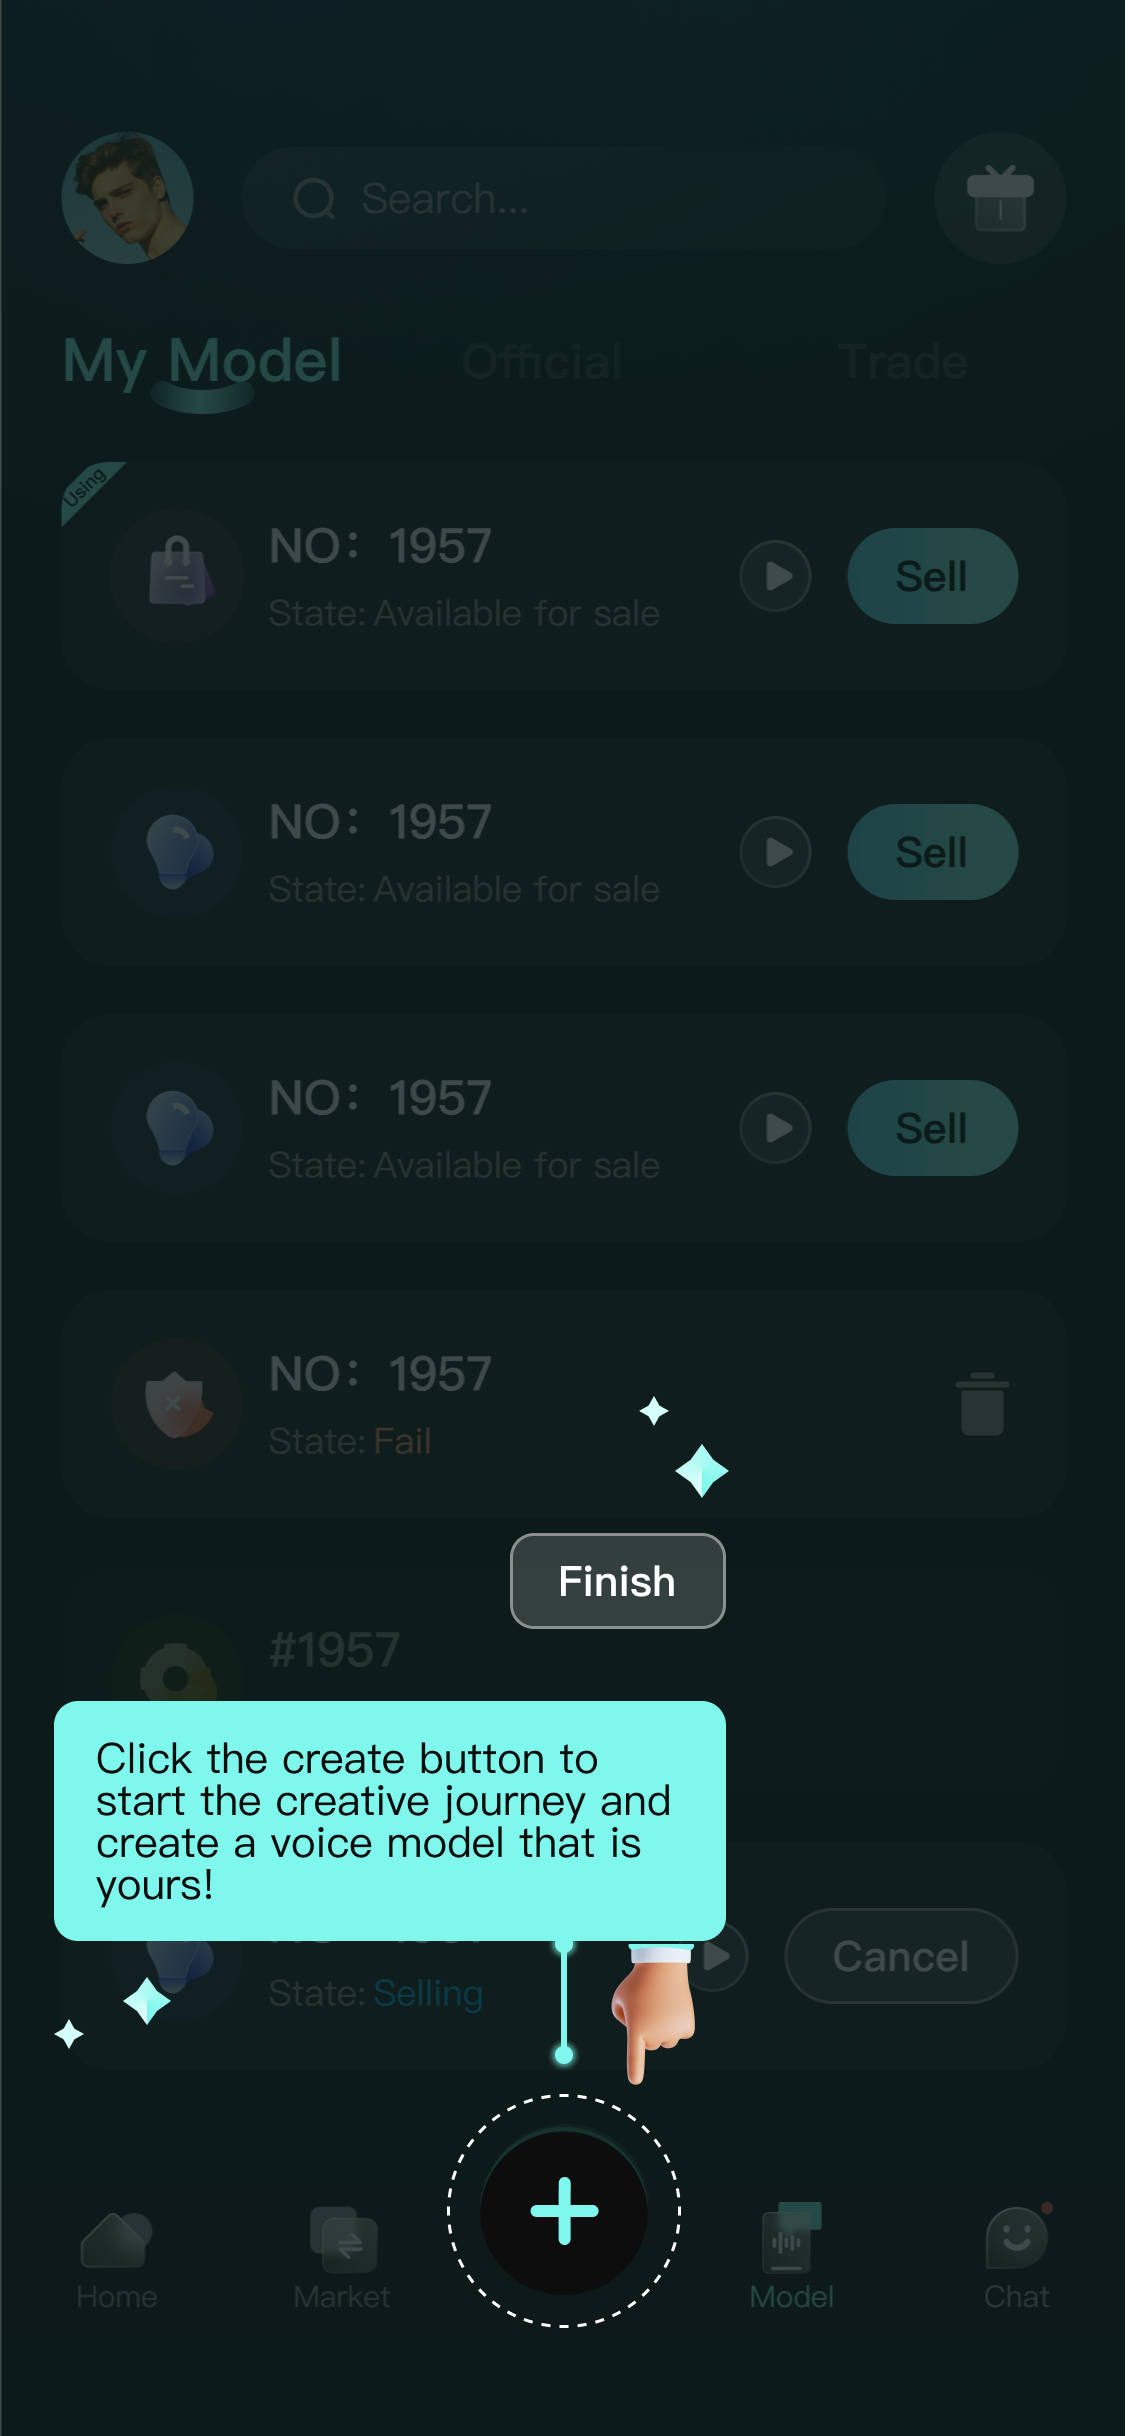 Search...
My Model
Official
Trade
Using
NO： 1957
State: Available for sale
Sell
NO： 1957
State: Available for sale
Sell
NO： 1957
State: Available for sale
Sell
NO： 1957
State: Fail
Finish
#1957
Click the create button to
start the creative journey and
create a voice model that is
yours!
State: Selling
Cancel
Home
Market
Model
Chat